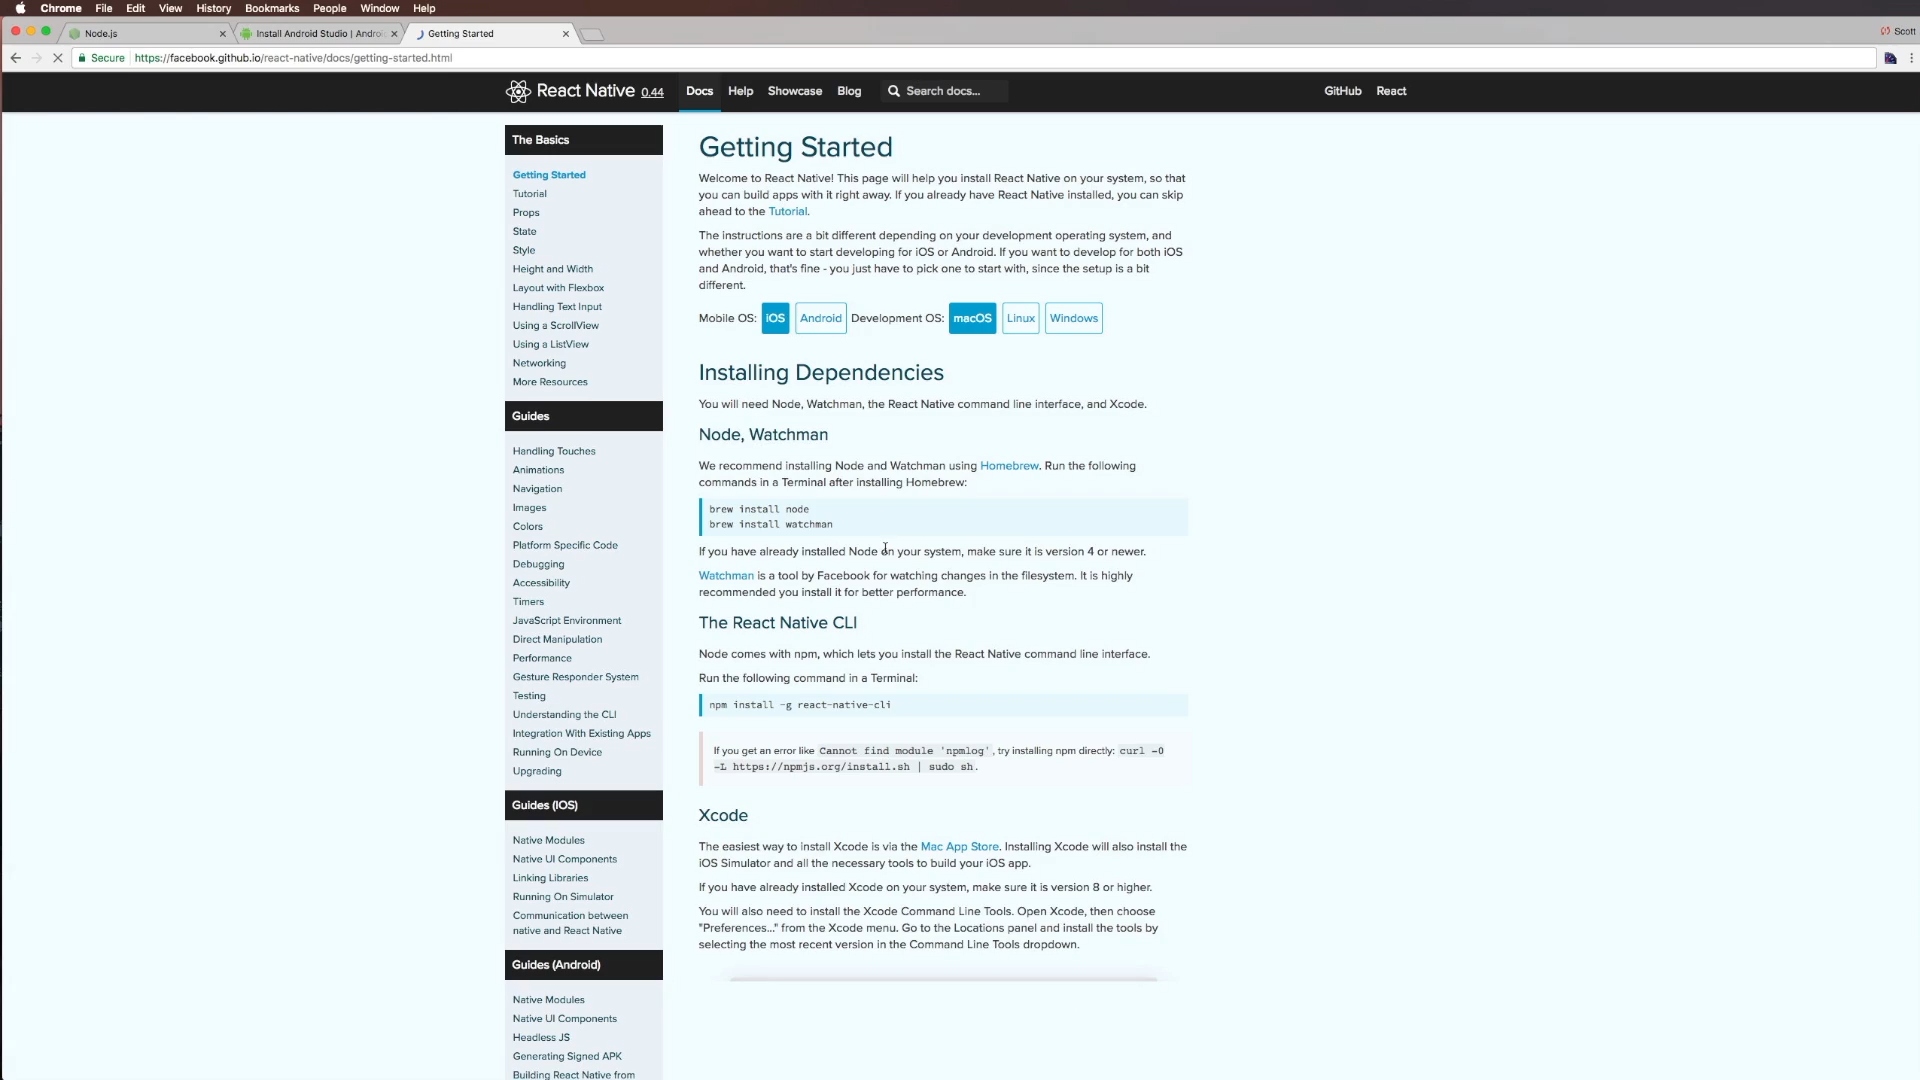 Chrome File Edit View History Bookmarks People Window Help
Node.js
Install Android Studio | Androi
Getting Started
Scott
Secure https://facebook.github.io/react-native/docs/getting-started.html
React Native 0.44 Docs Help Showcase Blog Search docs... GitHub React
The Basics
Getting Started
Tutorial
Props
State
Style
Height and Width
Layout with Flexbox
Handling Text Input
Using a ScrollView
Using a ListView
Networking
More Resources
Guides
Handling Touches
Animations
Navigation
Images
Colors
Platform Specific Code
Debugging
Accessibility
Timers
JavaScript Environment
Direct Manipulation
Performance
Gesture Responder System
Testing
Understanding the CLI
Integration With Existing Apps
Running On Device
Upgrading
Guides (iOS)
Native Modules
Native UI Components
Linking Libraries
Running On Simulator
Communication between
native and React Native
Guides (Android)
Native Modules
Native UI Components
Headless JS
Generating Signed APK
Building React Native from
Getting Started
Welcome to React Native! This page will help you install React Native on your system, so that
you can build apps with it right away. If you already have React Native installed, you can skip
ahead to the Tutorial.
The instructions are a bit different depending on your development operating system, and
whether you want to start developing for iOS or Android. If you want to develop for both iOS
and Android, that's fine - you just have to pick one to start with, since the setup is a bit
different.
Mobile OS: iOS Android Development OS: macOS Linux Windows
Installing Dependencies
You will need Node, Watchman, the React Native command line interface, and Xcode.
Node, Watchman
We recommend installing Node and Watchman using Homebrew. Run the following
commands in a Terminal after installing Homebrew:
brew install node
brew install watchman
If you have already installed Node on your system, make sure it is version 4 or newer.
Watchman is a tool by Facebook for watching changes in the filesystem. It is highly
recommended you install it for better performance.
The React Native CLI
Node comes with npm, which lets you install the React Native command line interface.
Run the following command in a Terminal:
npm install -g react-native-cli
If you get an error like Cannot find module 'npmlog', try installing npm directly: curl -0
-L https://npmjs.org/install.sh | sudo sh.
Xcode
The easiest way to install Xcode is via the Mac App Store. Installing Xcode will also install the
iOS Simulator and all the necessary tools to build your iOS app.
If you have already installed Xcode on your system, make sure it is version 8 or higher.
You will also need to install the Xcode Command Line Tools. Open Xcode, then choose
"Preferences..." from the Xcode menu. Go to the Locations panel and install the tools by
selecting the most recent version in the Command Line Tools dropdown.